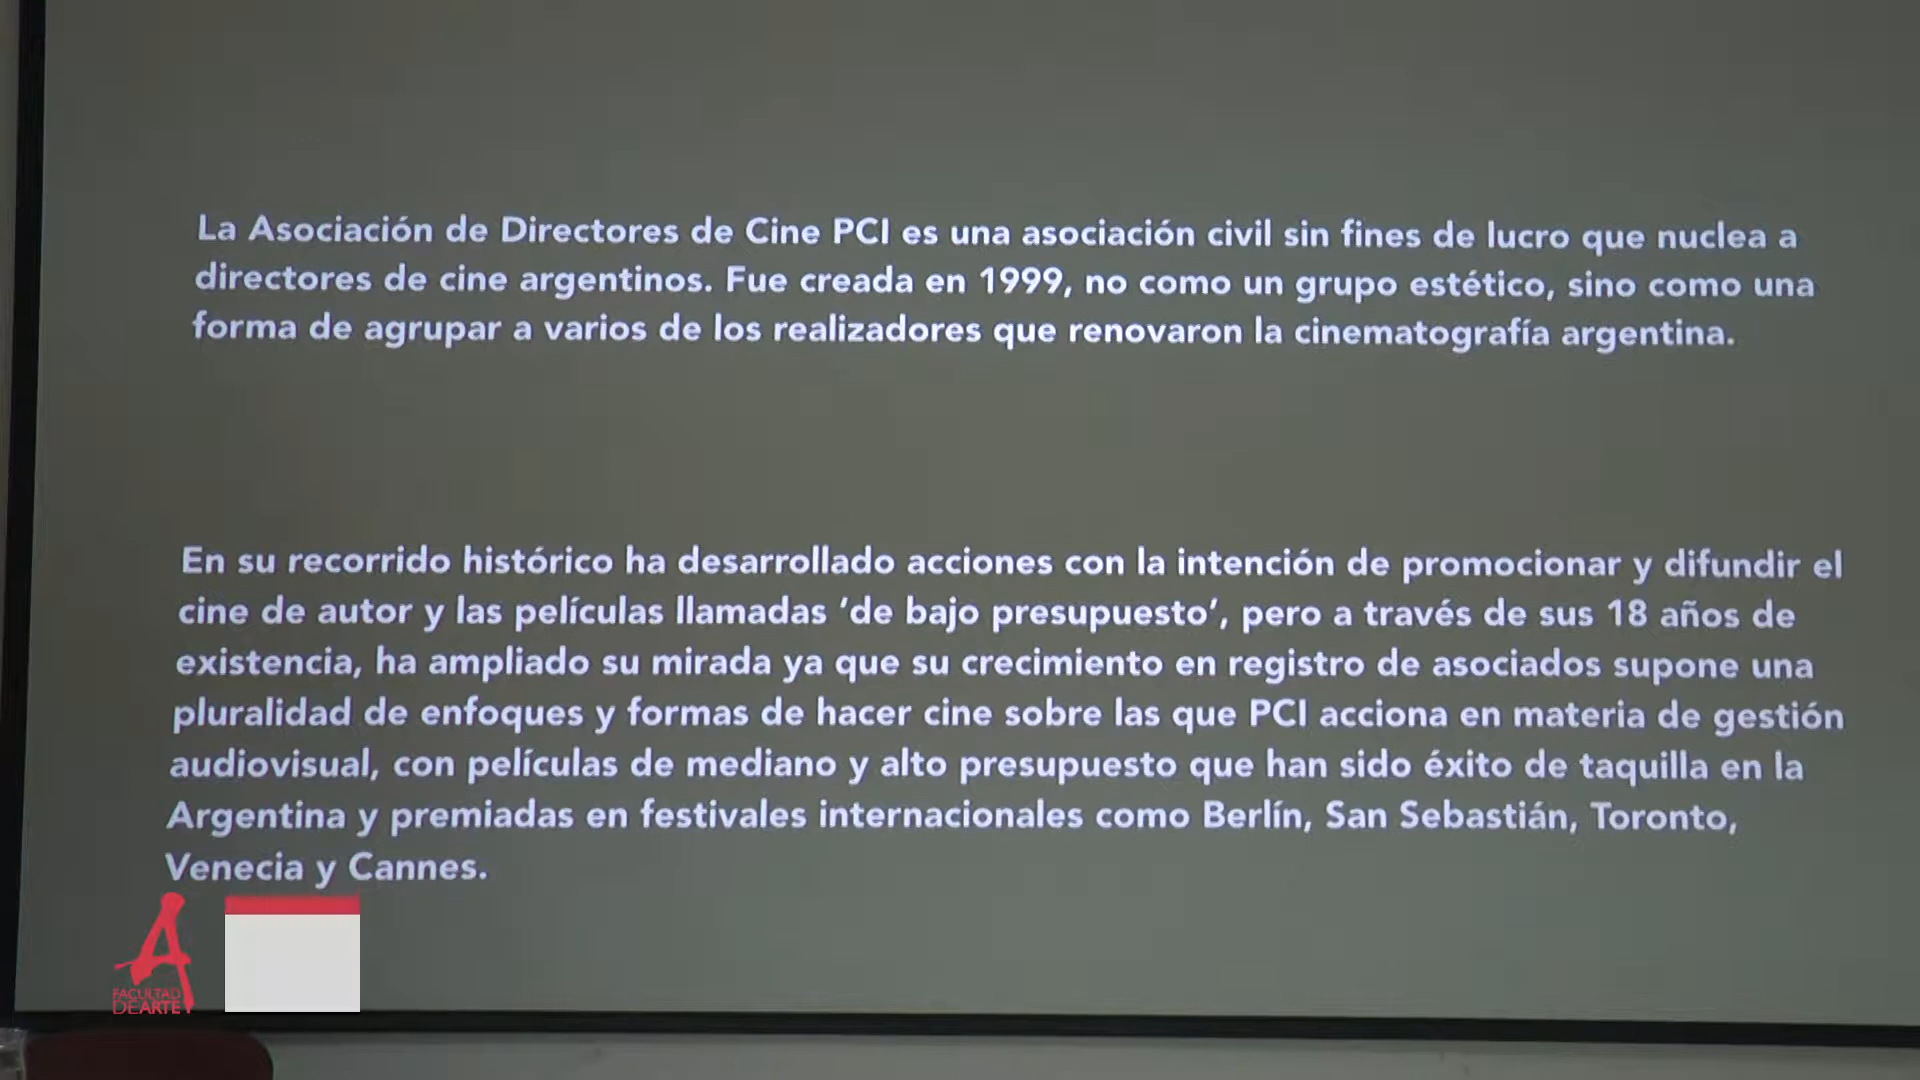 La Asociación de Directores de Cine PCI es una asociación civil sin fines de lucro que nuclea a
directores de cine argentinos. Fue creada en 1999, no como un grupo estético, sino como una
forma de agrupar a varios de los realizadores que renovaron la cinematografía argentina.
En su recorrido histórico ha desarrollado acciones con la intención de promocionar y difundir el
cine de autor y las películas llamadas ‘de bajo presupuesto’, pero a través de sus 18 años de
existencia, ha ampliado su mirada ya que su crecimiento en registro de asociados supone una
pluralidad de enfoques y formas de hacer cine sobre las que PCI acciona en materia de gestión
audiovisual, con películas de mediano y alto presupuesto que han sido éxito de taquilla en la
Argentina y premiadas en festivales internacionales como Berlín, San Sebastián, Toronto,
Venecia y Cannes.
FACULTAD
DEARTE